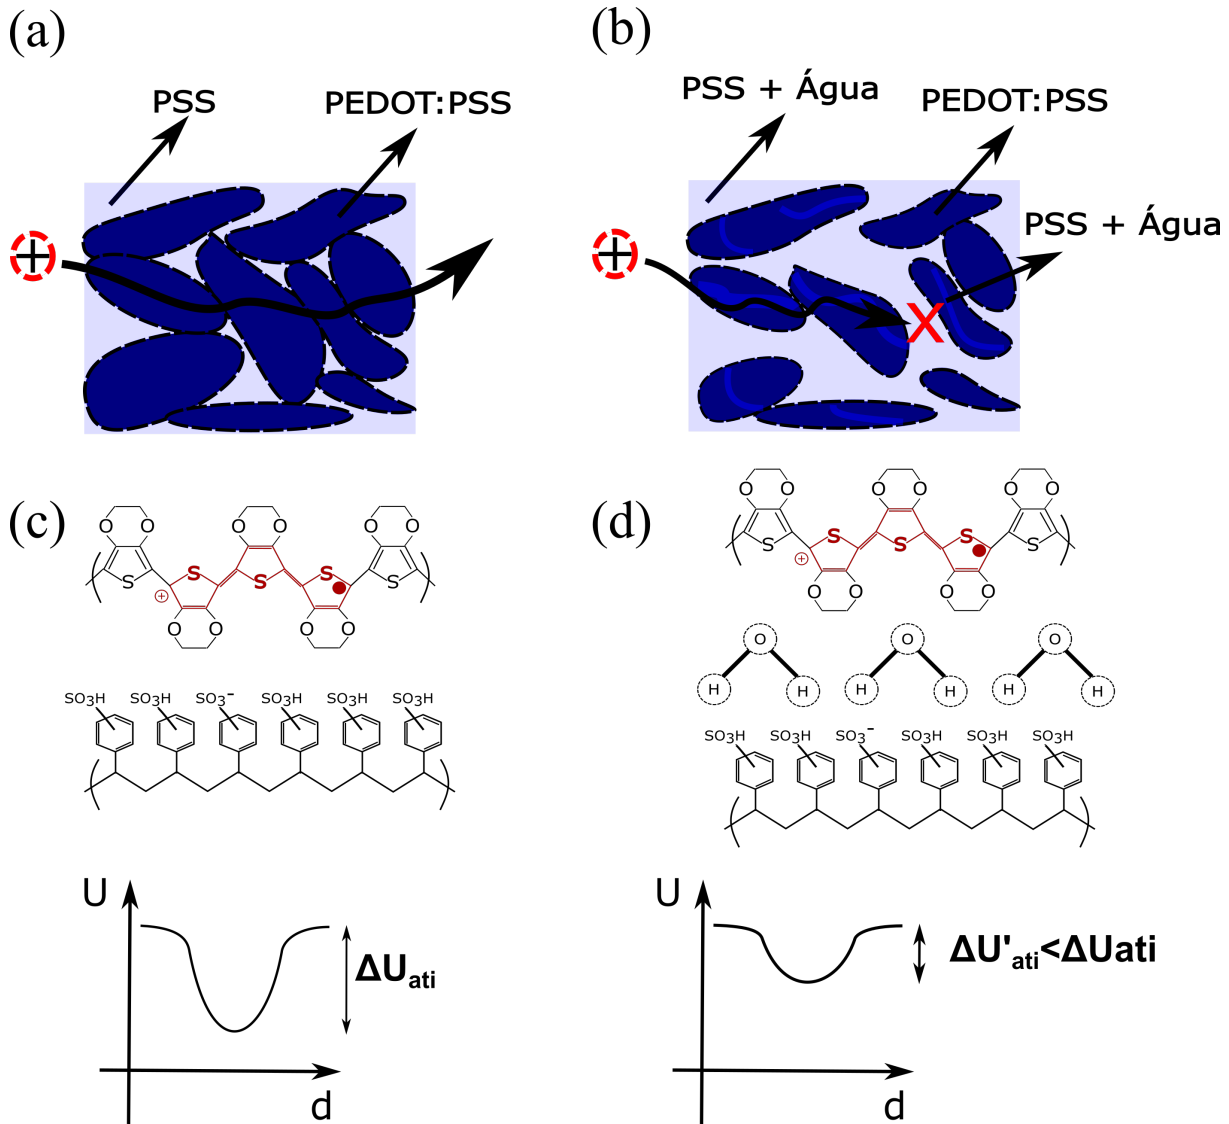 (a)
(b)
PSS
PEDOT:PSS
PSS + Água
PEDOT:PSS
PSS + Água
+
+
X
(c)
(d)
O O O O O O
S S S S S
+
O O O O
SO3H SO3H SO3- SO3H SO3H SO3H
O O O O O O
S S S S S
+
O O O O
O O O
H H H H H H
SO3H SO3H SO3- SO3H SO3H SO3H
U
ΔUati
d
U
ΔU'ati<ΔUati
d